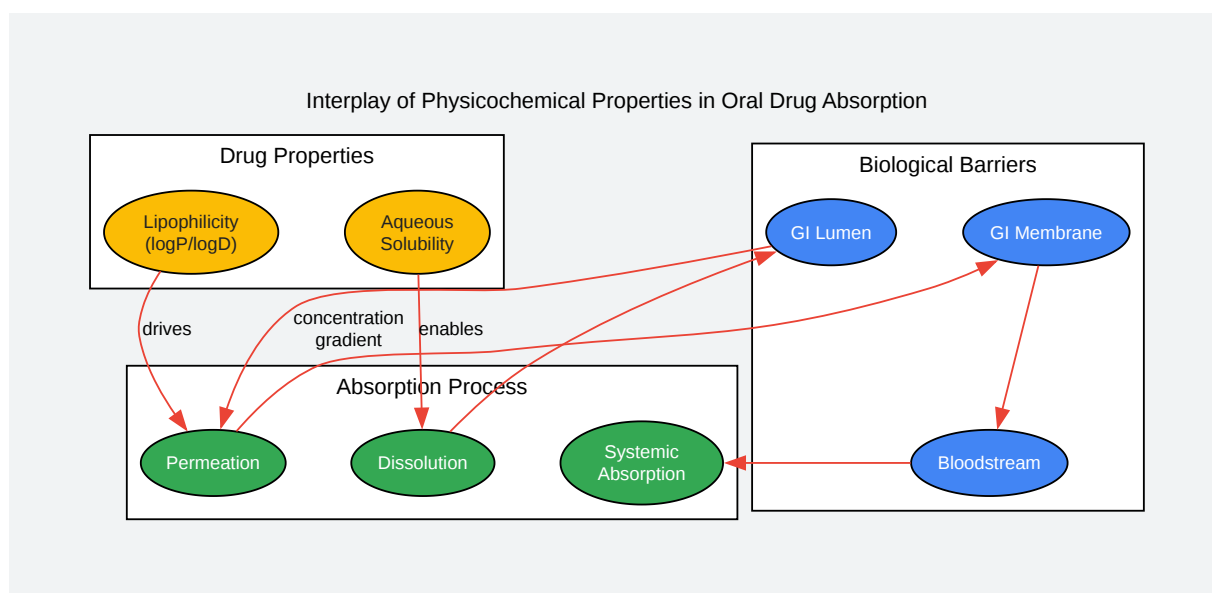 Interplay of Physicochemical Properties in Oral Drug Absorption
Drug Properties
Lipophilicity
(logP/logD)
Aqueous
Solubility
Biological Barriers
GI Lumen
GI Membrane
drives
concentration
gradient
enables
Absorption Process
Permeation
Dissolution
Systemic
Absorption
Bloodstream